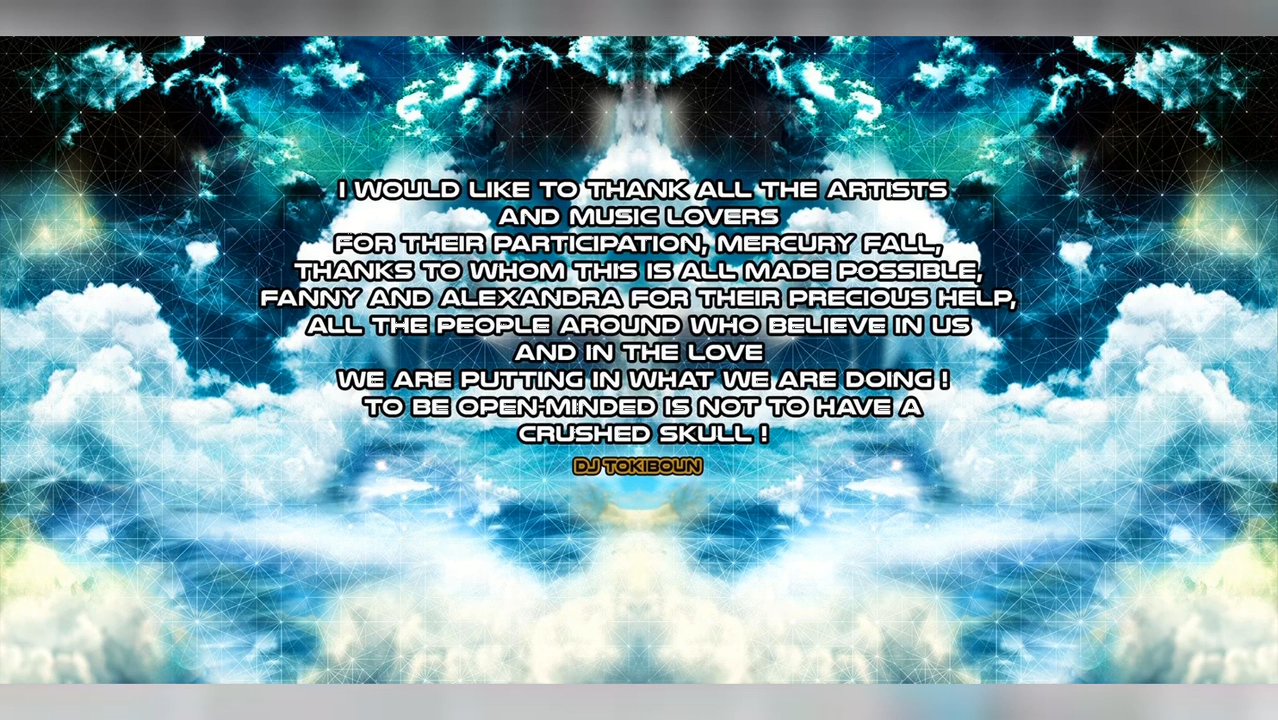 I WOULD LIKE TO THANK ALL THE ARTISTS
AND MUSIC LOVERS
FOR THEIR PARTICIPATION, MERCURY FALL,
THANKS TO WHOM THIS IS ALL MADE POSSIBLE,
FANNY AND ALEXANDRA FOR THEIR PRECIOUS HELP,
ALL THE PEOPLE AROUND WHO BELIEVE IN US
AND IN THE LOVE
WE ARE PUTTING IN WHAT WE ARE DOING !
TO BE OPEN-MINDED IS NOT TO HAVE A
CRUSHED SKULL !
DJ TOKIBOUN